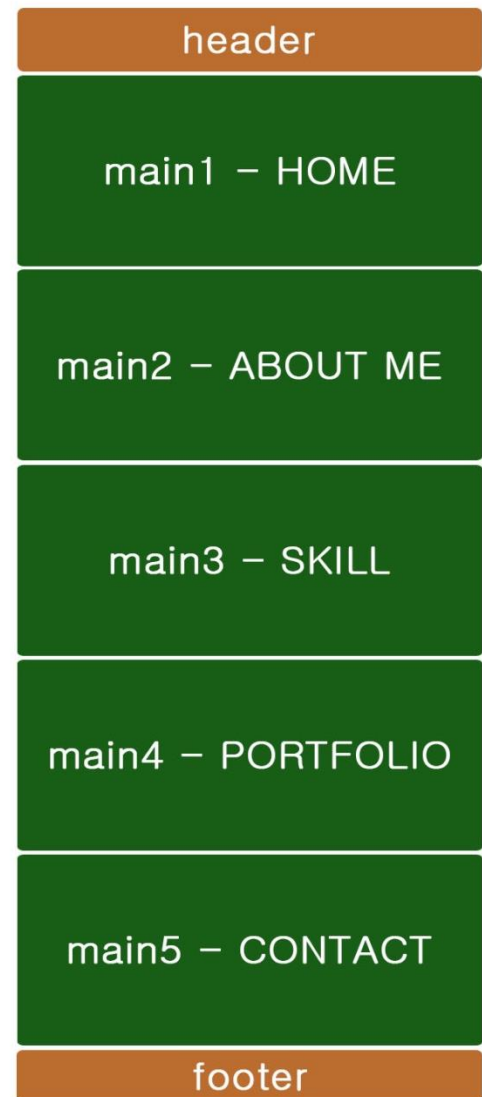 header
main1 – HOME
main2 – ABOUT ME
main3 – SKILL
main4 – PORTFOLIO
main5 – CONTACT
footer